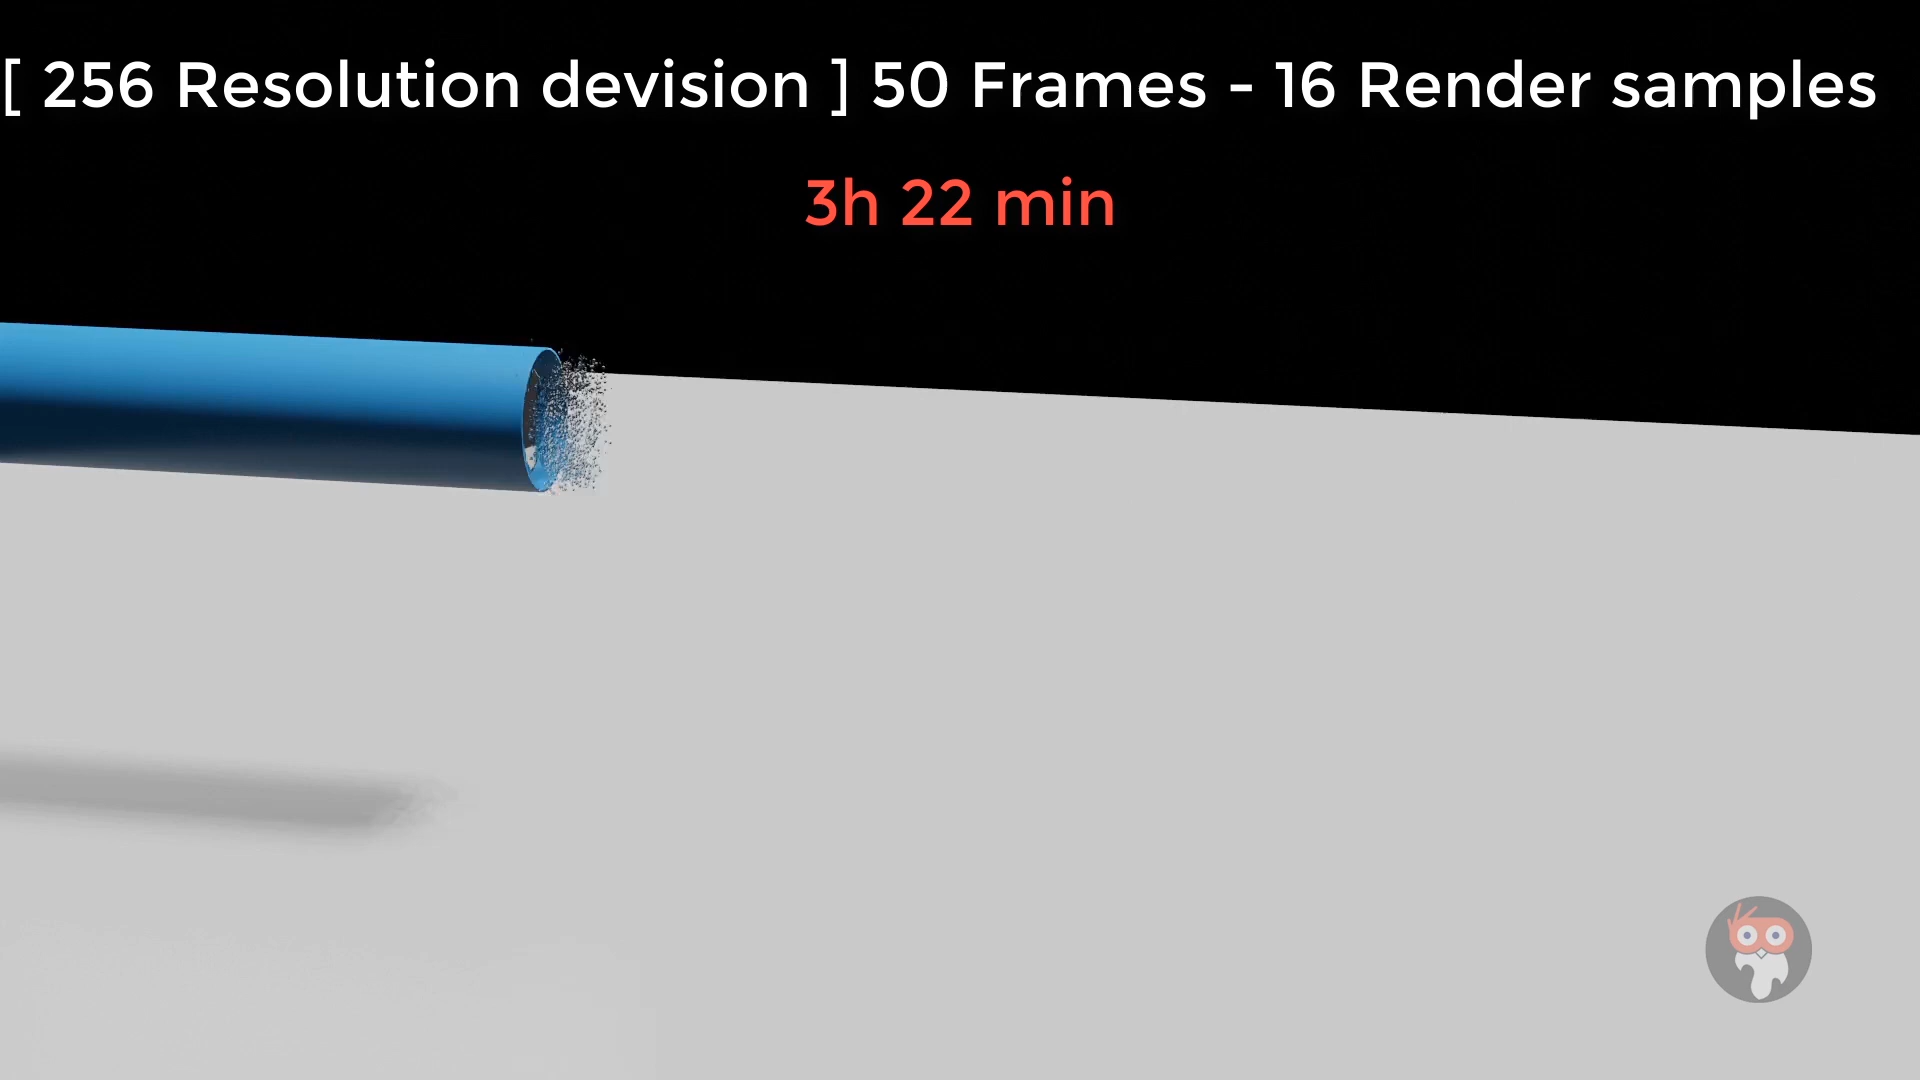 [ 256 Resolution devision ] 50 Frames - 16 Render samples
3h 22 min